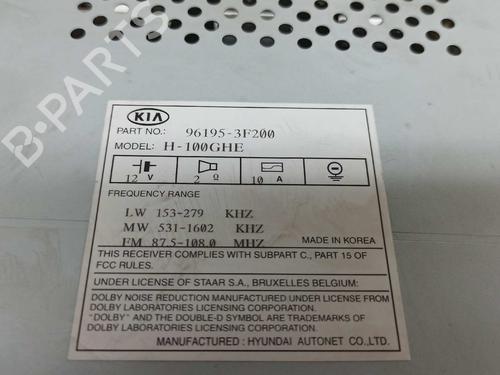 B-PARTS
KIA
PART NO.: 96195-3F200
MODEL: H-100GHE
12 V 2 Ω 10 A
FREQUENCY RANGE
LW 153-279 KHZ
MW 531-1602 KHZ
FM 87.5-108.0 MHZ
MADE IN KOREA
THIS RECEIVER COMPLIES WITH SUBPART C., PART 15 OF
FCC RULES.
UNDER LICENSE OF STAAR S.A., BRUXELLES BELGIUM:
DOLBY NOISE REDUCTION MANUFACTURED UNDER LICENSE FROM
DOLBY LABORATORIES LICENSING CORPORATION.
"DOLBY" AND THE DOUBLE-D SYMBOL ARE TRADEMARKS OF
DOLBY LABORATORIES LICENSING CORPORATION.
MANUFACTURED : HYUNDAI AUTONET CO.,LTD.